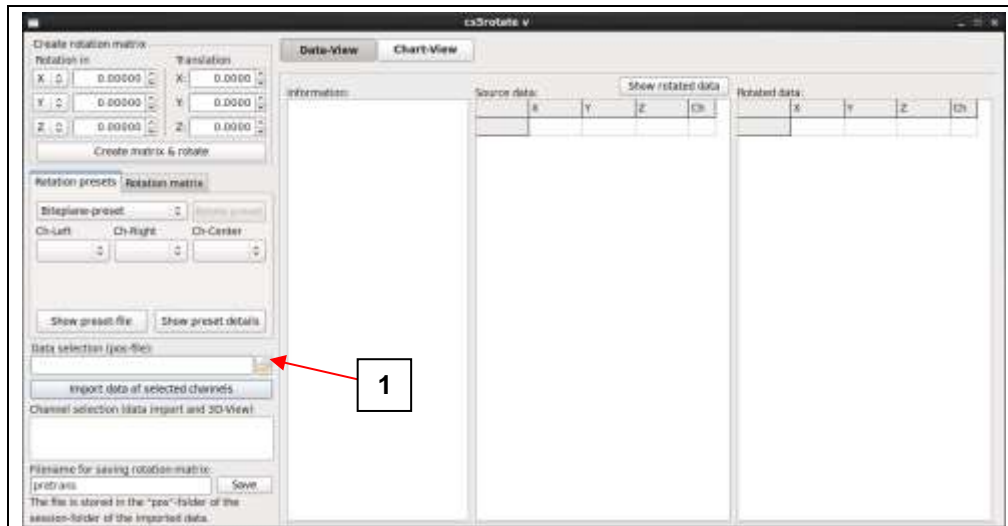 cs5rotate v
Create rotation matrix
Rotation in
Translation
X 0.00000 X: 0.0000
Y 0.00000 Y: 0.0000
Z 0.00000 Z: 0.0000
Create matrix & rotate
Rotation presets
Rotation matrix
Biteplane-preset
Ch-Left Ch-Right Ch-Center
Show preset file
Show preset details
Data selection (pos-file):
Import data of selected channels
Channel selection (data import and 3D-View)
Filename for saving rotation matrix:
pretrans
Save
The file is stored in the "pos"-folder of the
session-folder of the imported data.
Data-View
Chart-View
Information:
Source data:
Show rotated data
X Y Z Ch
Rotated data:
X Y Z Ch
1